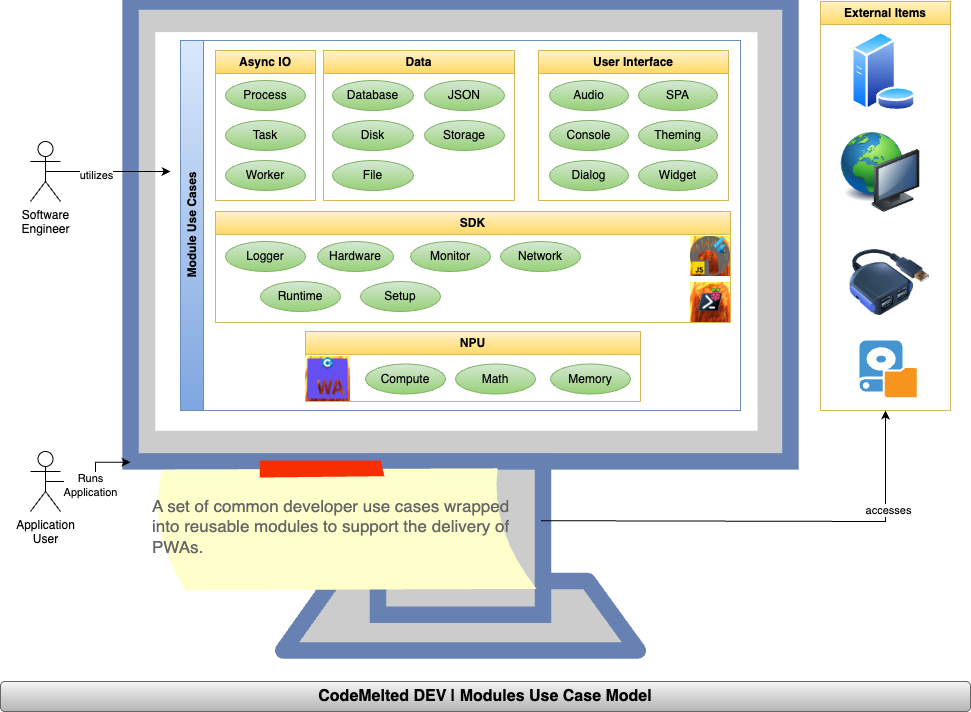 External Items
Module Use Cases
Async IO
Process
Task
Worker
Data
Database
JSON
Disk
Storage
File
User Interface
Audio
SPA
Console
Theming
Dialog
Widget
utilizes
Software
Engineer
SDK
Logger
Hardware
Monitor
Network
JS
Runtime
Setup
NPU
WA
Compute
Math
Memory
Runs
Application
Application
User
A set of common developer use cases wrapped
into reusable modules to support the delivery of
PWAs.
accesses
CodeMelted DEV | Modules Use Case Model